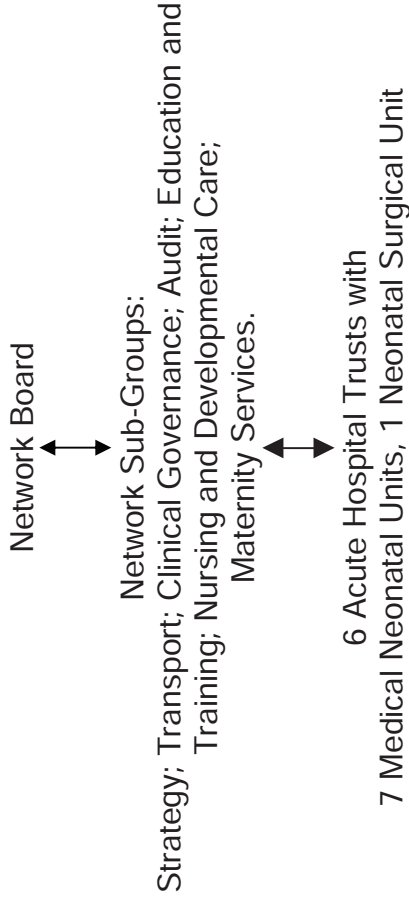 Network Board
Network Sub-Groups:
Strategy; Transport; Clinical Governance; Audit; Education and
Training; Nursing and Developmental Care;
Maternity Services.
6 Acute Hospital Trusts with
7 Medical Neonatal Units, 1 Neonatal Surgical Unit